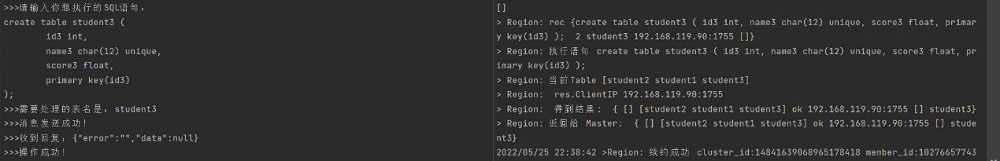 >>>请输入你想执行的SQL语句：
create table student3 (
id3 int,
name3 char(12) unique,
score3 float,
primary key(id3)
);
>>>需要处理的表名是：student3
>>>消息发送成功！
>>>收到回复：{"error":"","data":null}
>>>操作成功！
[]
> Region: rec {create table student3 ( id3 int, name3 char(12) unique, score3 float, primar
y key(id3) );  2 student3 192.168.119.90:1755 []}
> Region: 执行语句 create table student3 ( id3 int, name3 char(12) unique, score3 float, pr
imary key(id3) );
> Region: 当前Table [student2 student1 student3]
> Region:  res.ClientIP 192.168.119.90:1755
> Region:  得到结果： { [] [student2 student1 student3] ok 192.168.119.90:1755 [] student3}
> Region: 返回给 Master:  { [] [student2 student1 student3] ok 192.168.119.90:1755 [] stude
nt3}
2022/05/25 22:38:42 >Region: 续约成功 cluster_id:14841639068965178418 member_id:10276657743